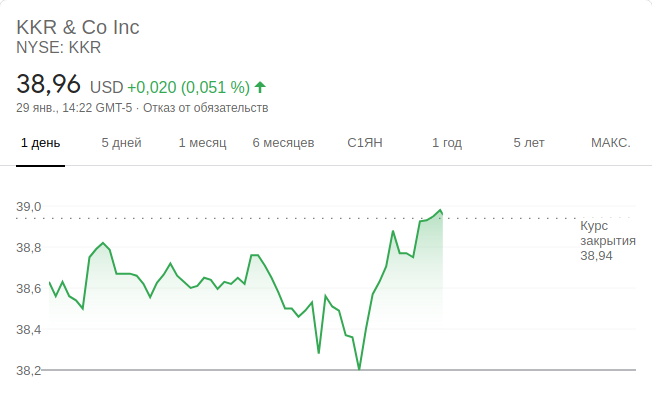 KKR & Co Inc
NYSE: KKR
38,96 USD +0,020 (0,051 %)
29 янв., 14:22 GMT-5 · Отказ от обязательств
1 день 5 дней 1 месяц 6 месяцев С1ЯН 1 год 5 лет МАКС.
39,0
Курс
закрытия
38,94
38,8
38,6
38,4
38,2